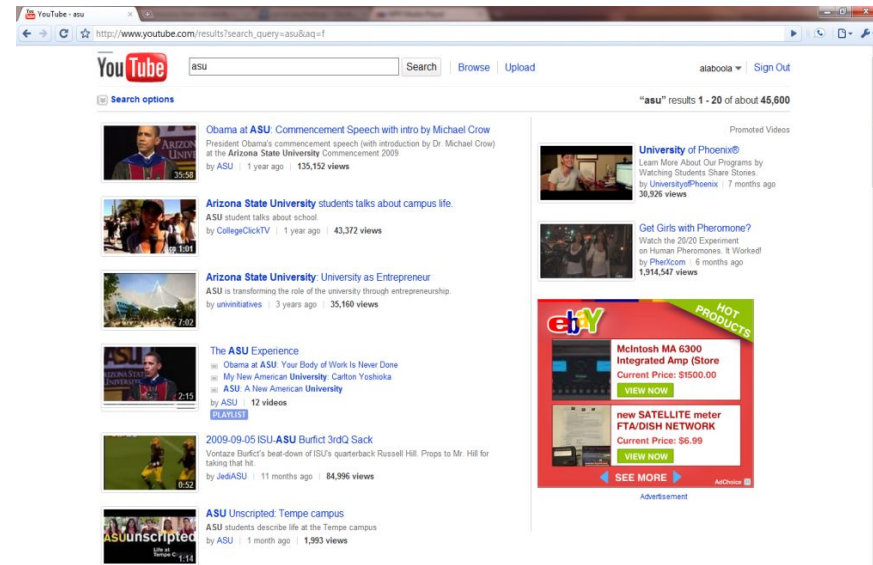 YouTube - asu
http://www.youtube.com/results?search_query=asu&aq=f
YouTube
asu
Search
Browse
Upload
alaboola
Sign Out
Search options
“asu” results 1 - 20 of about 45,600
ARIZONA
UNIVE
35:58
Obama at ASU: Commencement Speech with intro by Michael Crow
President Obama's commencement speech (with introduction by Dr. Michael Crow)
at the Arizona State University Commencement 2009
by ASU | 1 year ago | 135,152 views
1:01
Arizona State University students talks about campus life.
ASU student talks about school.
by CollegeClickTV | 1 year ago | 43,372 views
7:02
Arizona State University: University as Entrepreneur
ASU is transforming the role of the university through entrepreneurship.
by univinitiatives | 3 years ago | 35,160 views
2:15
The ASU Experience
Obama at ASU: Your Body of Work Is Never Done
My New American University: Carlton Yoshioka
ASU: A New American University
by ASU | 12 videos
PLAYLIST
0:52
2009-09-05 ISU-ASU Burfict 3rdQ Sack
Vontaze Burfict's beat-down of ISU's quarterback Russell Hill. Props to Mr. Hill for
taking that hit.
by JediASU | 11 months ago | 84,996 views
ASUunscripted
Life at
Tempe
1:14
ASU Unscripted: Tempe campus
ASU students describe life at the Tempe campus
by ASU | 1 month ago | 1,993 views
Promoted Videos
University of Phoenix®
Learn More About Our Programs by
Watching Students Share Stories.
by UniversityofPhoenix | 7 months ago
30,926 views
Get Girls with Pheromone?
Watch the 20/20 Experiment
on Human Pheromones. It Worked!
by PherXcom | 6 months ago
1,914,547 views
ebay
HOT
PRODUCTS
McIntosh MA 6300
Integrated Amp (Store
Current Price: $1500.00
VIEW NOW
new SATELLITE meter
FTA/DISH NETWORK
Current Price: $6.99
VIEW NOW
SEE MORE
AdChoice
Advertisement